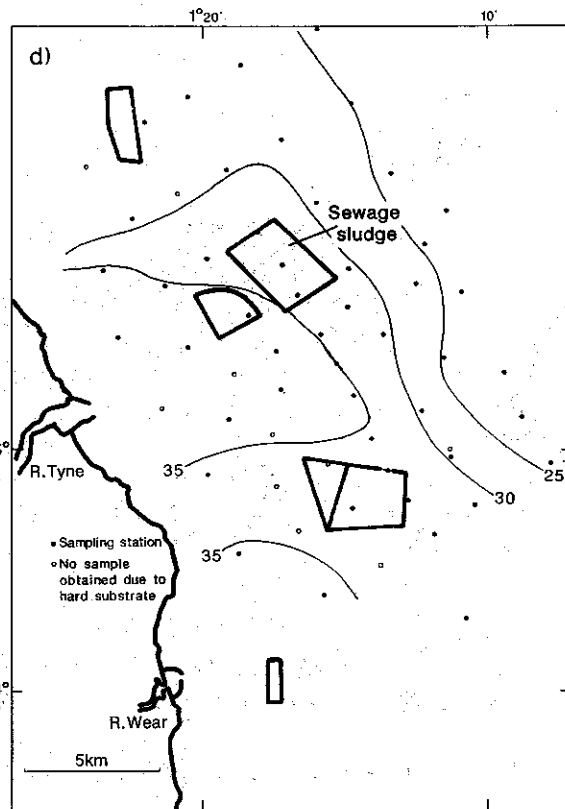 1°20'
10'
d)
Sewage
sludge
R.Tyne
35
30
25
35
• Sampling station
° No sample
obtained due to
hard substrate
R.Wear
5km